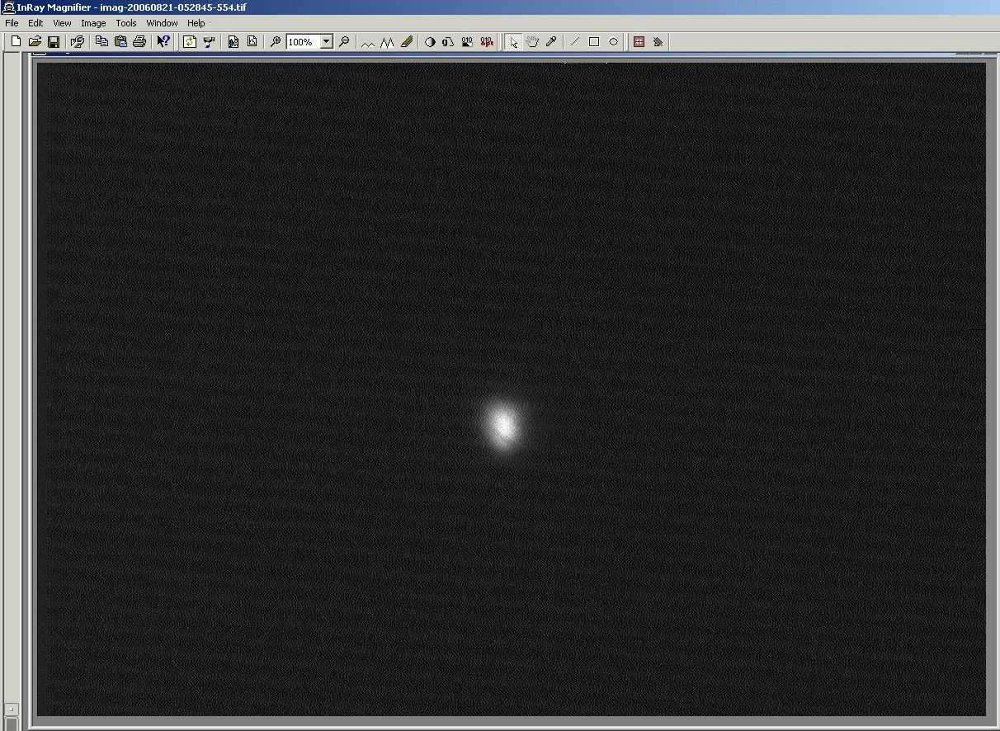 InRay Magnifier - imag-20060821-052845-554.tif
File Edit View Image Tools Window Help
100%